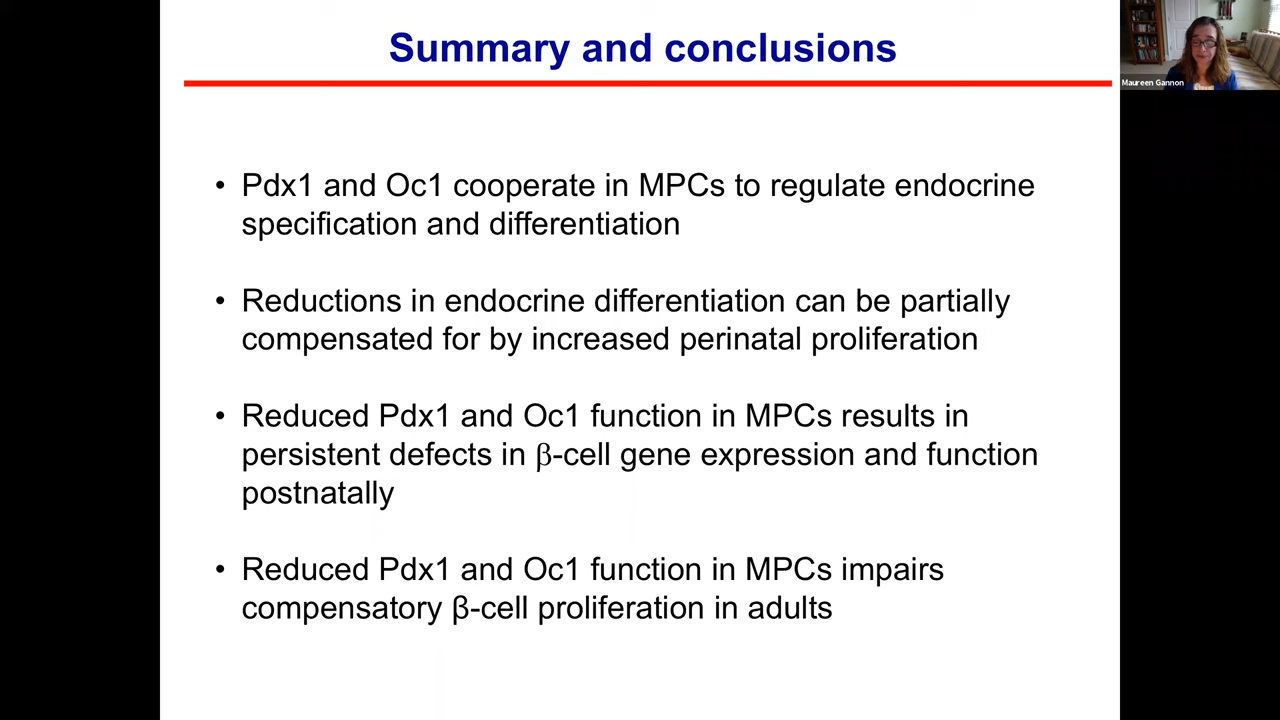 Summary and conclusions
Maureen Gannon
• Pdx1 and Oc1 cooperate in MPCs to regulate endocrine
specification and differentiation
• Reductions in endocrine differentiation can be partially
compensated for by increased perinatal proliferation
• Reduced Pdx1 and Oc1 function in MPCs results in
persistent defects in β-cell gene expression and function
postnatally
• Reduced Pdx1 and Oc1 function in MPCs impairs
compensatory β-cell proliferation in adults